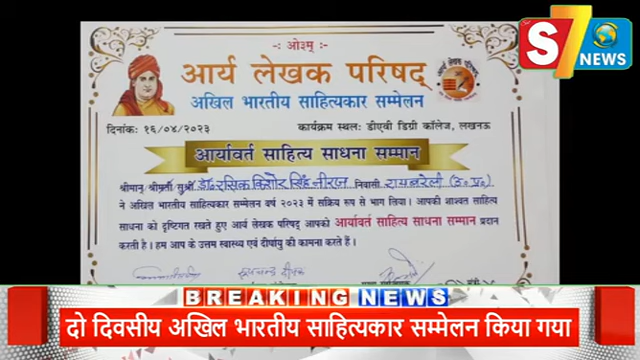 ओ३म्
आर्य लेखक परिषद्
अखिल भारतीय साहित्यकार सम्मेलन
दिनांक: १६/०४/२०२३ कार्यक्रम स्थल: डीएवी डिग्री कॉलेज, लखनऊ
आर्यावर्त साहित्य साधना सम्मान
श्रीमान/श्रीमती/सुश्री डॉ॰ रसिक किशोर सिंह नीरज निवासी रायबरेली (उ॰ प्र॰)
ने अखिल भारतीय साहित्यकार सम्मेलन वर्ष २०२३ में सक्रिय रूप से भाग लिया। आपकी शाश्वत साहित्य
साधना को दृष्टिगत रखते हुए आर्य लेखक परिषद् आपको आर्यावर्त साहित्य साधना सम्मान प्रदान
करती है। हम आप के उत्तम स्वास्थ्य एवं दीर्घायु की कामना करते हैं।
S7
NEWS
BREAKING NEWS
दो दिवसीय अखिल भारतीय साहित्यकार सम्मेलन किया गया